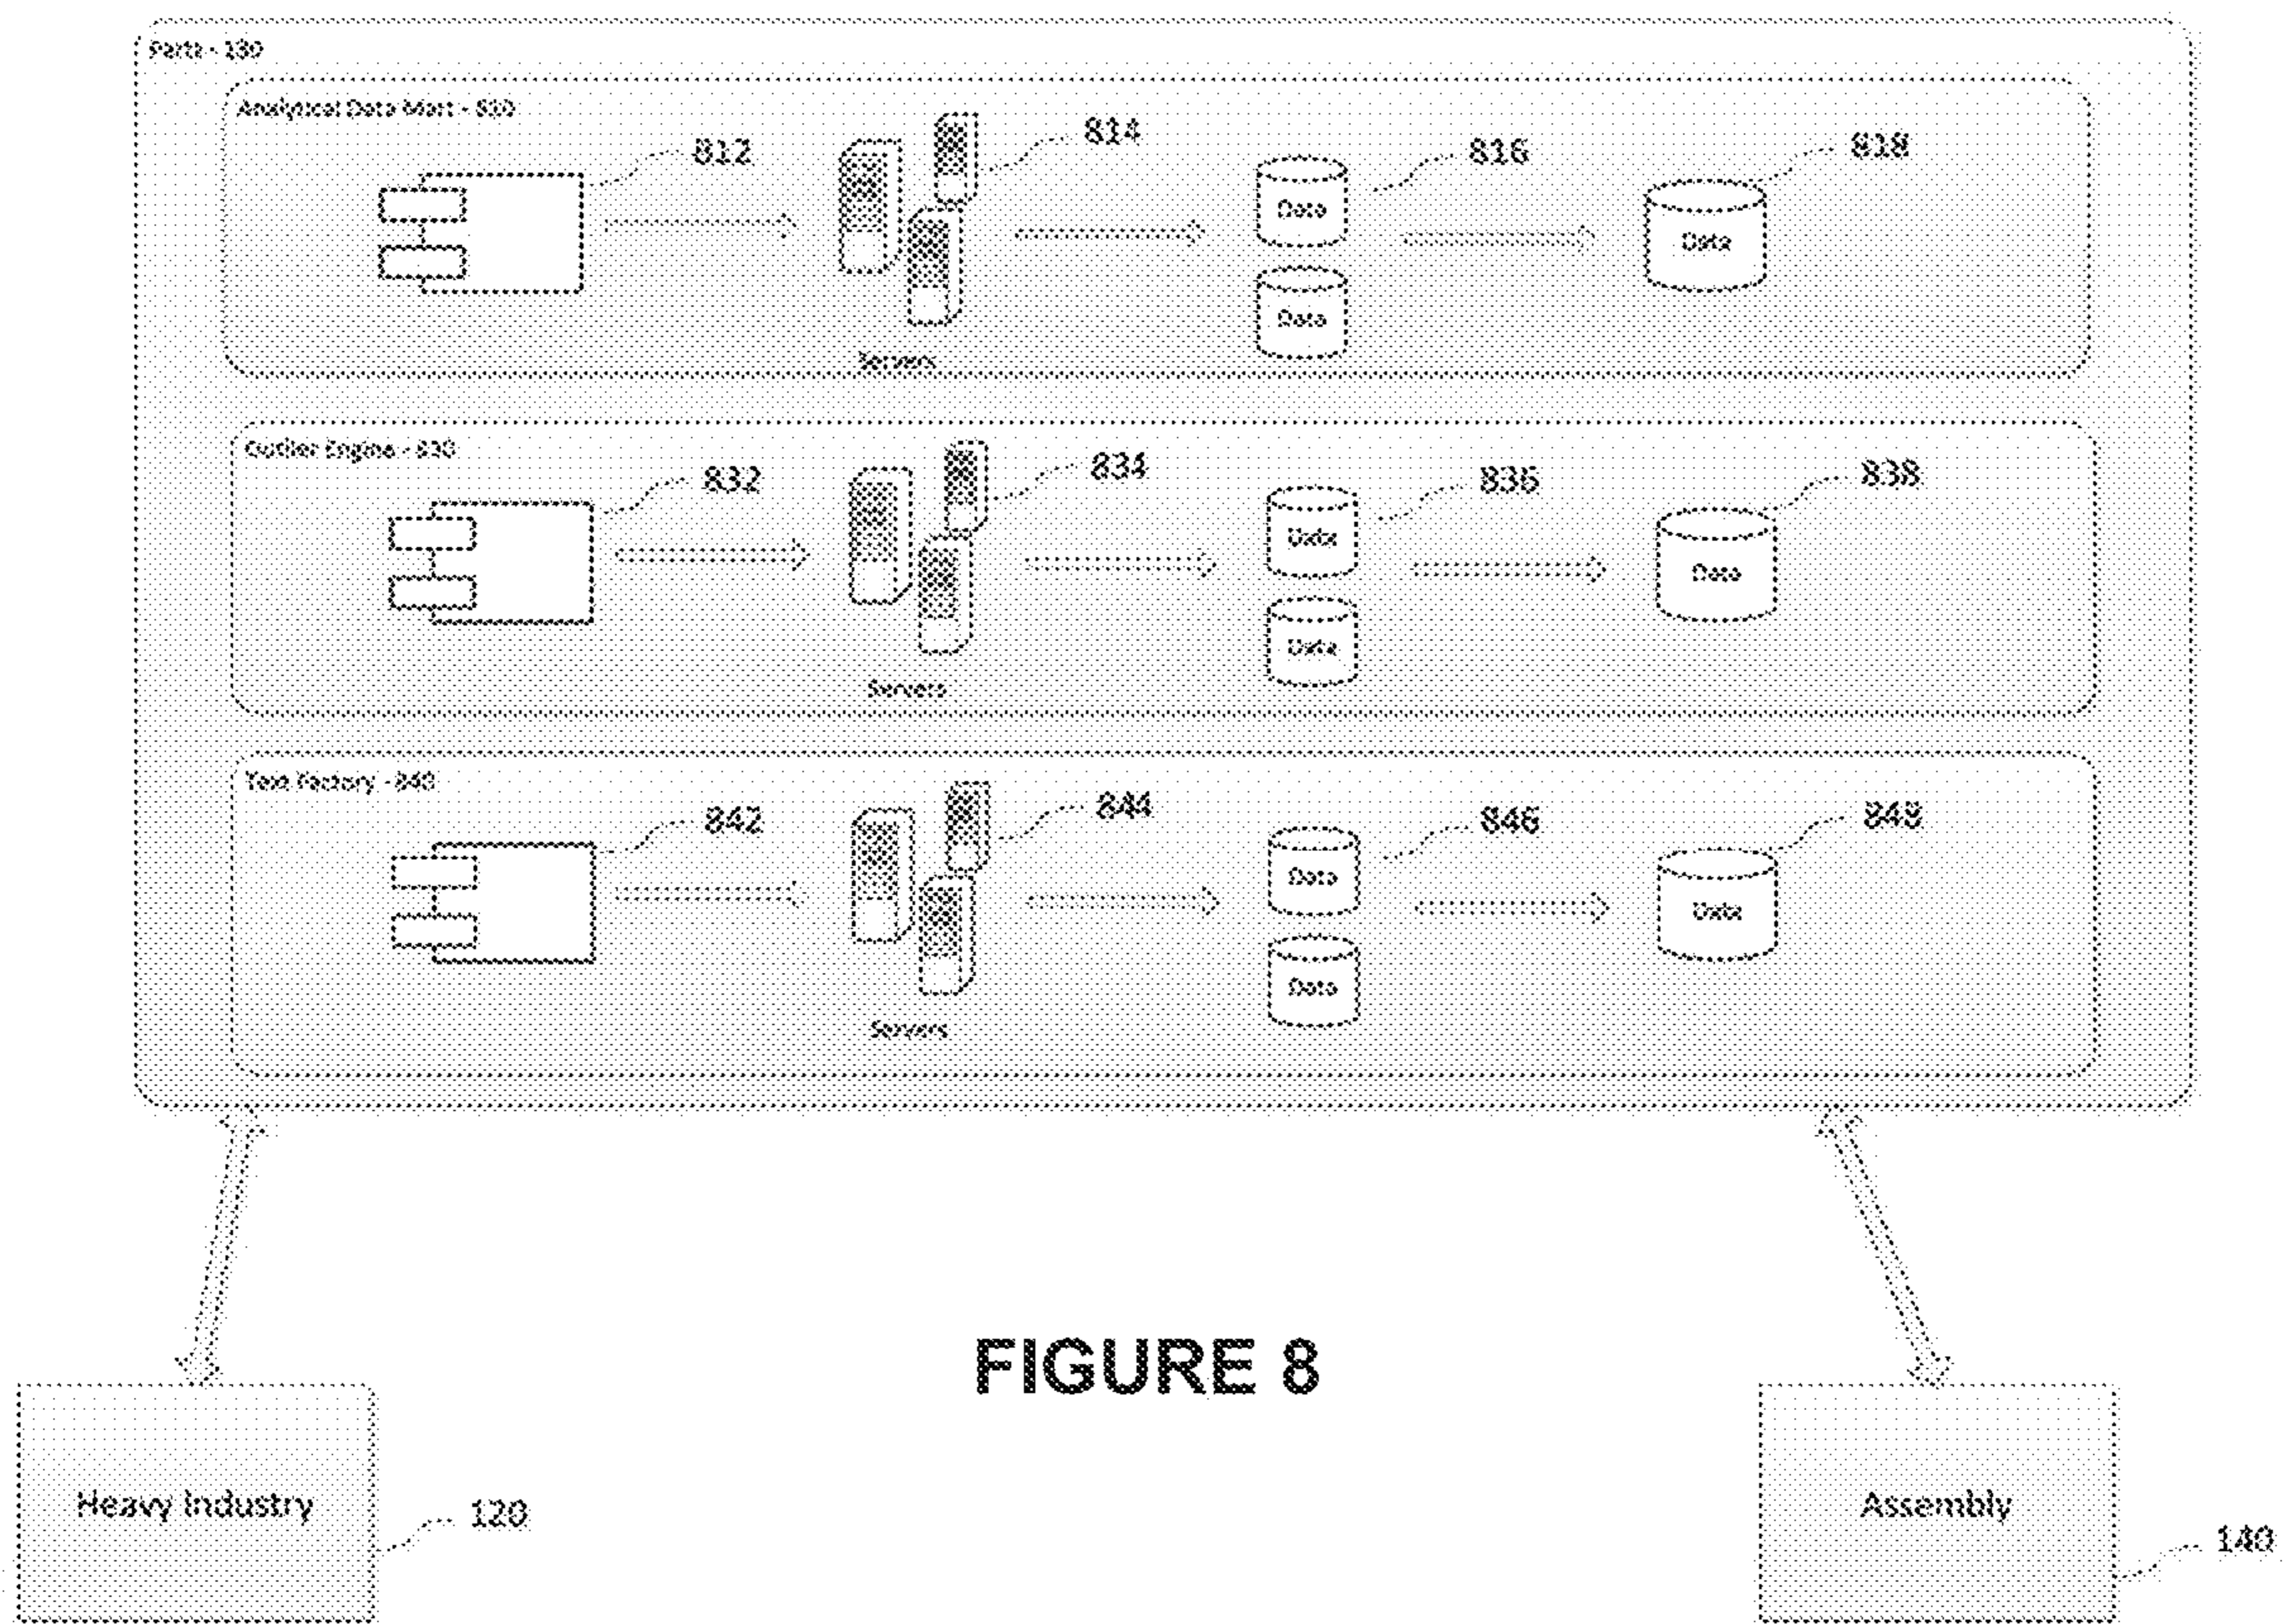 Parts - 130
Analytical Data Mart - 810
812
814
816
818
Data
Data
Data
Servers
Outlier Engine - 830
832
834
836
838
Data
Data
Data
Servers
Text Factory - 840
842
844
846
848
Data
Data
Data
Servers
FIGURE 8
Heavy Industry
120
Assembly
140